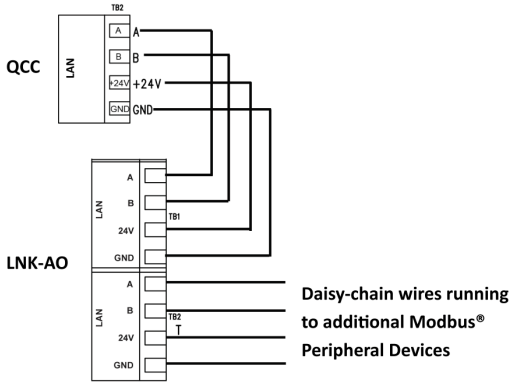 TB2
QCC
LAN
A A
B B
+24V +24V
GND GND
LNK-AO
LAN
A
B
TB1
24V
GND
LAN
A
B
TB2
24V
T
GND
Daisy-chain wires running
to additional Modbus®
Peripheral Devices